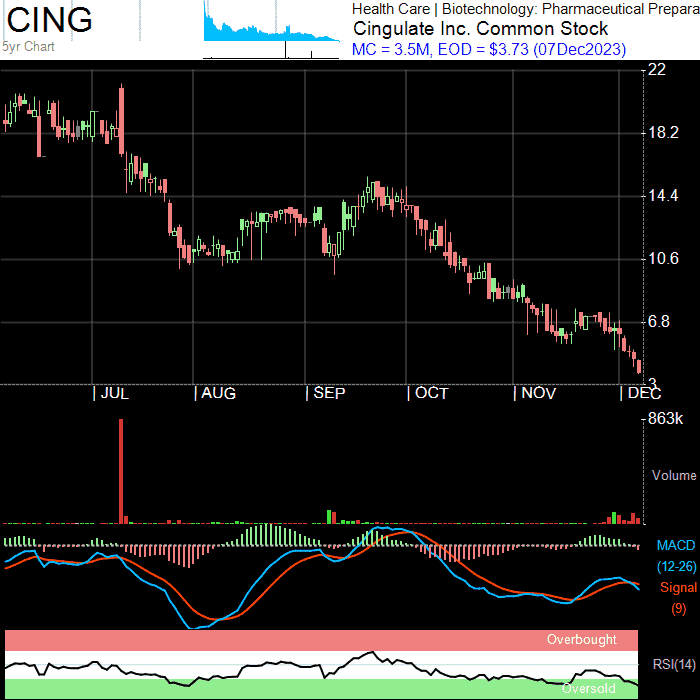 CING
5yr Chart
Health Care | Biotechnology: Pharmaceutical Prepara
Cingulate Inc. Common Stock
MC = 3.5M, EOD = $3.73 (07Dec2023)
22
18.2
14.4
10.6
6.8
3
| JUL | AUG | SEP | OCT | NOV | DEC
863k
Volume
MACD
(12-26)
Signal
(9)
Overbought
RSI(14)
Oversold